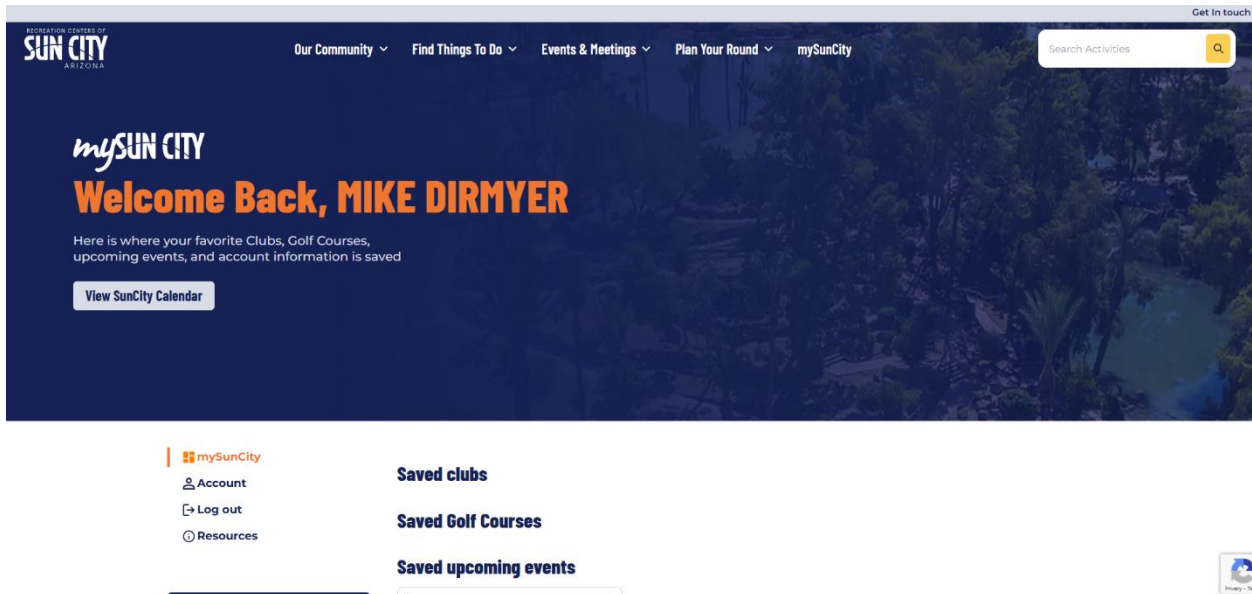 Get In touch
RECREATION CENTERS OF
SUN CITY
ARIZONA
Our Community
Find Things To Do
Events & Meetings
Plan Your Round
mySunCity
Search Activities
mySUN CITY
Welcome Back, MIKE DIRMYER
Here is where your favorite Clubs, Golf Courses,
upcoming events, and account information is saved
View SunCity Calendar
mySunCity
Account
Log out
Resources
Saved clubs
Saved Golf Courses
Saved upcoming events